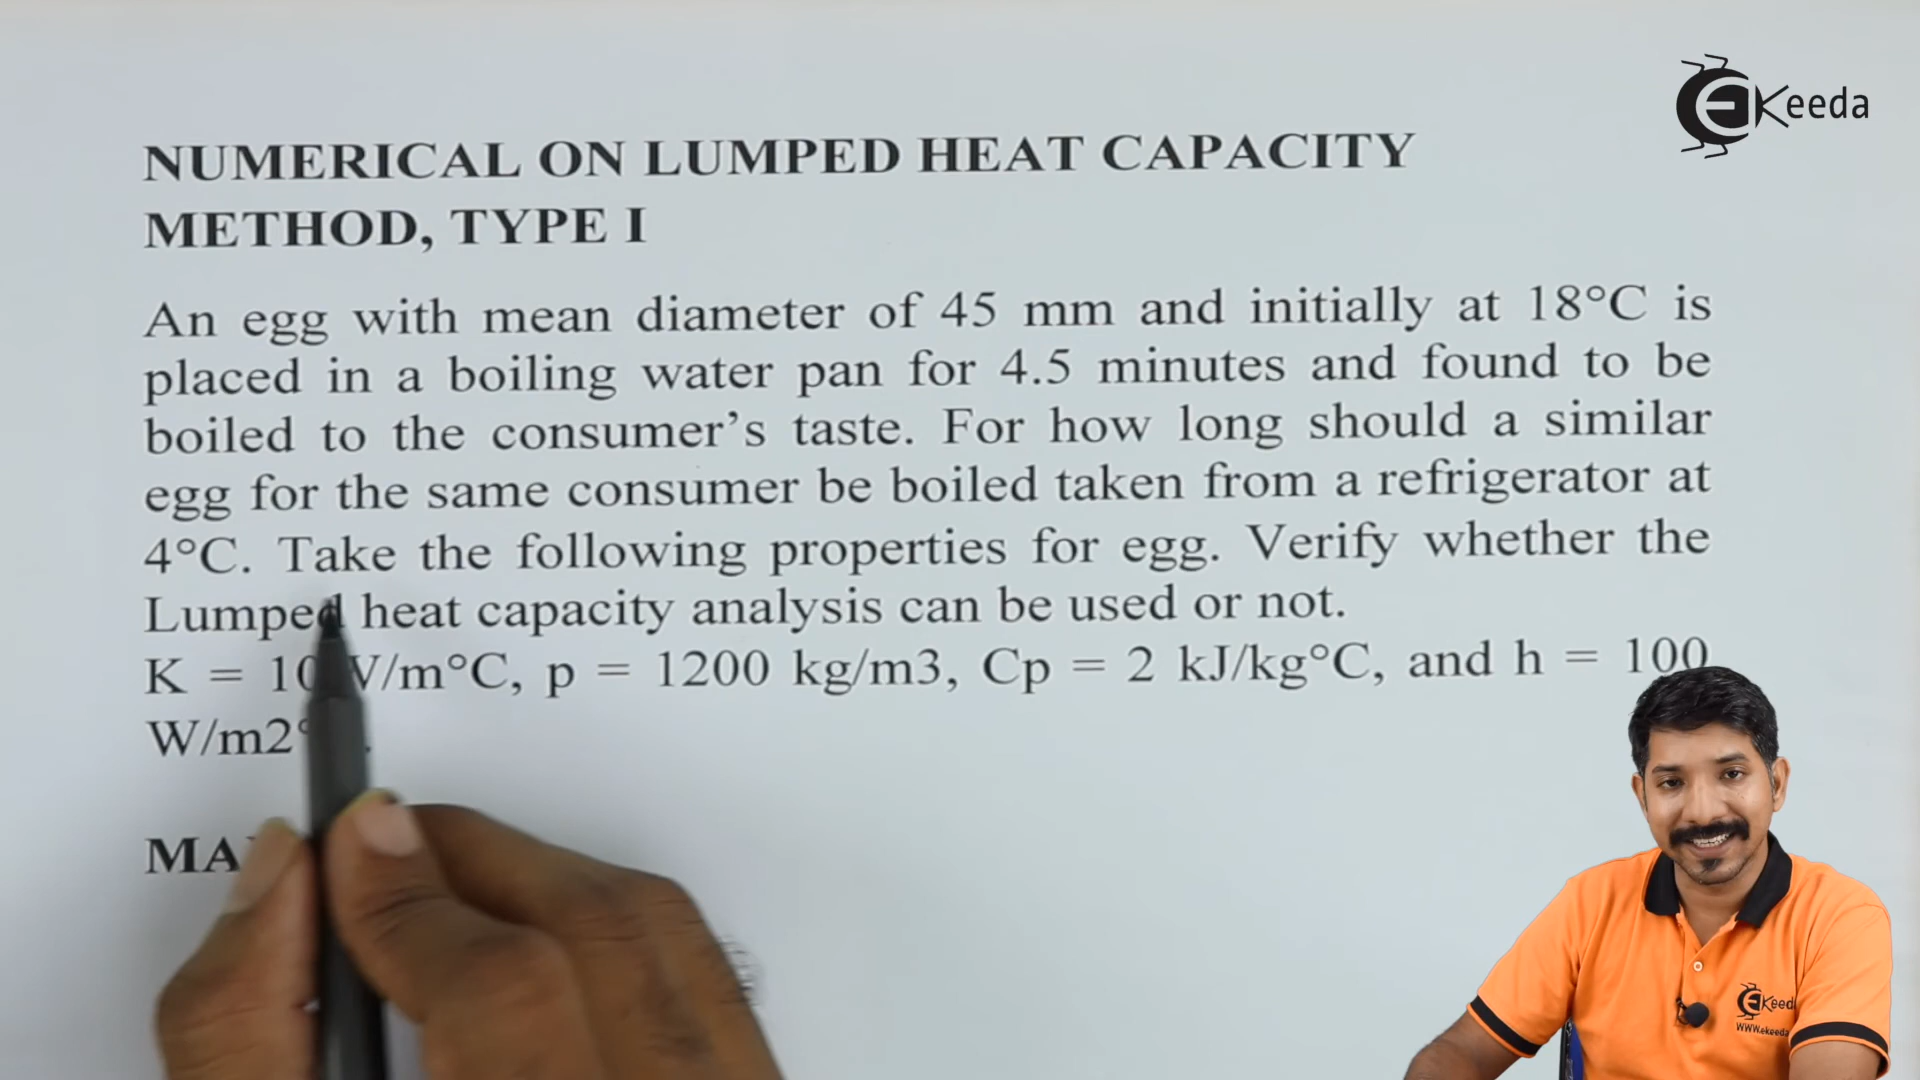 EKeeda
NUMERICAL ON LUMPED HEAT CAPACITY
METHOD, TYPE I
An egg with mean diameter of 45 mm and initially at 18°C is
placed in a boiling water pan for 4.5 minutes and found to be
boiled to the consumer’s taste. For how long should a similar
egg for the same consumer be boiled taken from a refrigerator at
4°C. Take the following properties for egg. Verify whether the
Lumped heat capacity analysis can be used or not.
K = 10 W/m°C, p = 1200 kg/m3, Cp = 2 kJ/kg°C, and h = 100
W/m2°